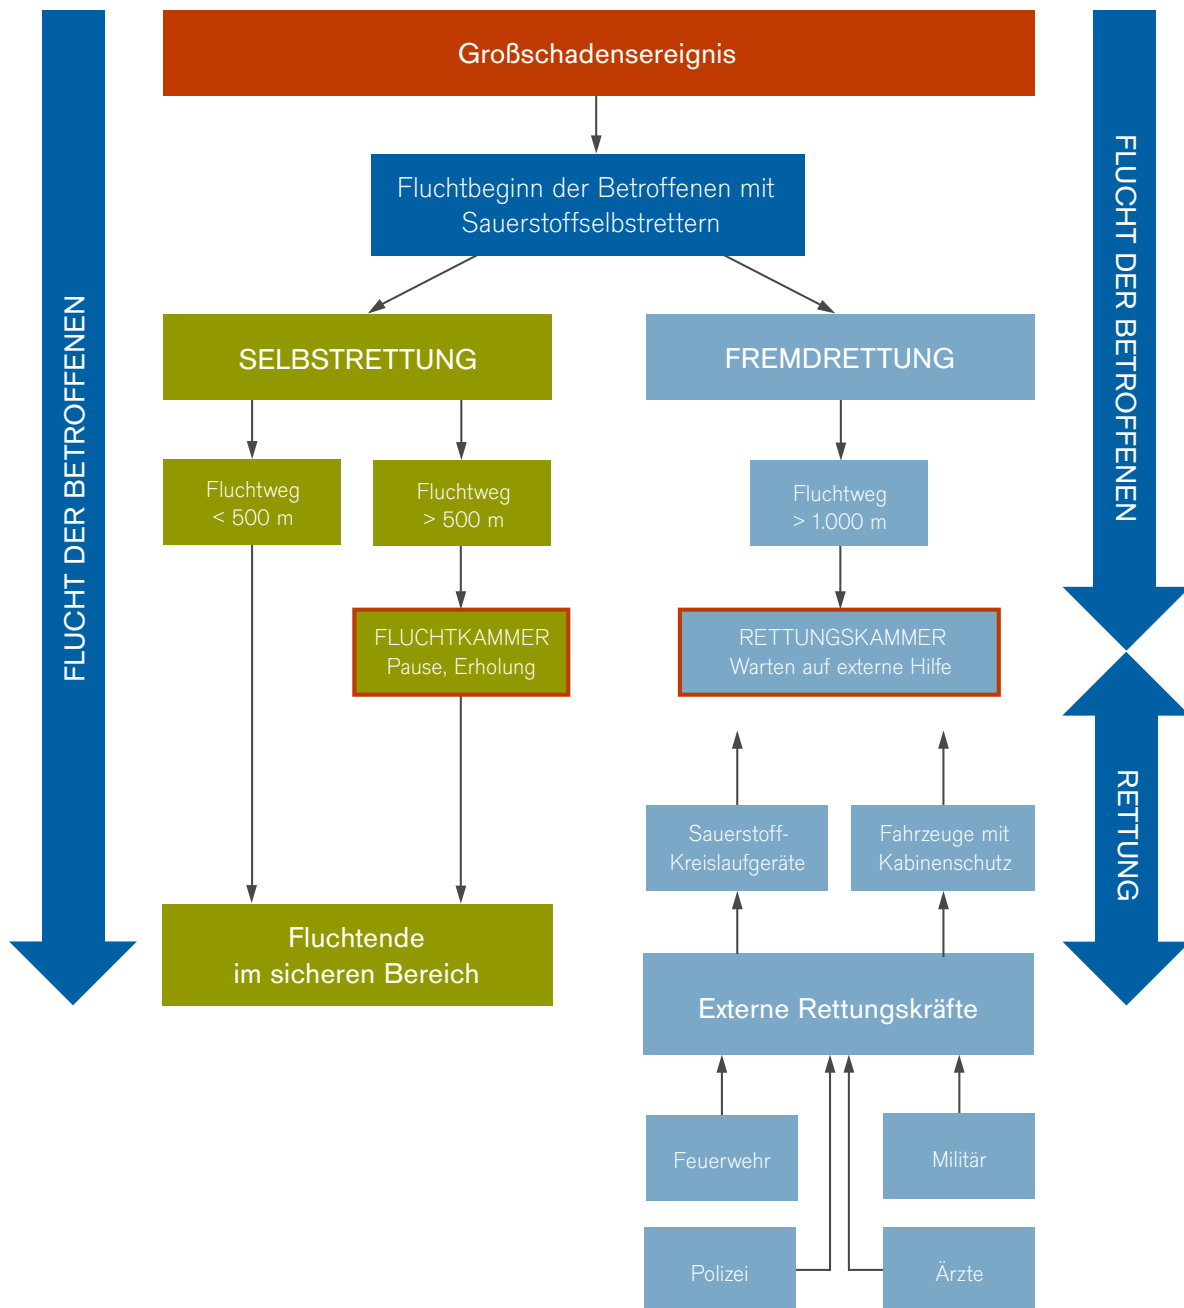 Großschadensereignis
Fluchtbeginn der Betroffenen mit
Sauerstoffselbstrettern
FLUCHT DER BETROFFENEN
FLUCHT DER BETROFFENEN
SELBSTRETTUNG
FREMDRETTUNG
Fluchtweg
< 500 m
Fluchtweg
> 500 m
Fluchtweg
> 1.000 m
FLUCHTKAMMER
Pause, Erholung
RETTUNGSKAMMER
Warten auf externe Hilfe
RETTUNG
Sauerstoff-
Kreislaufgeräte
Fahrzeuge mit
Kabinenschutz
Fluchtende
im sicheren Bereich
Externe Rettungskräfte
Feuerwehr
Militär
Polizei
Ärzte